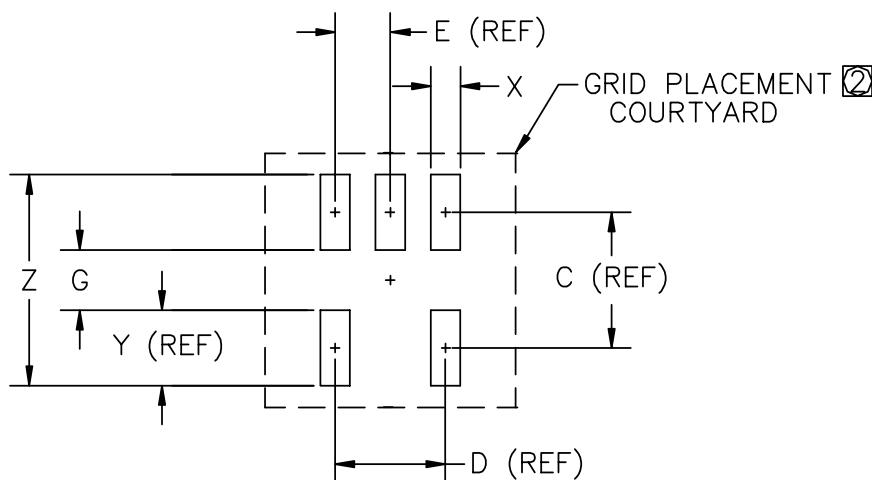 E (REF)
X
GRID PLACEMENT 2
COURTYARD
Z
G
C (REF)
Y (REF)
D (REF)